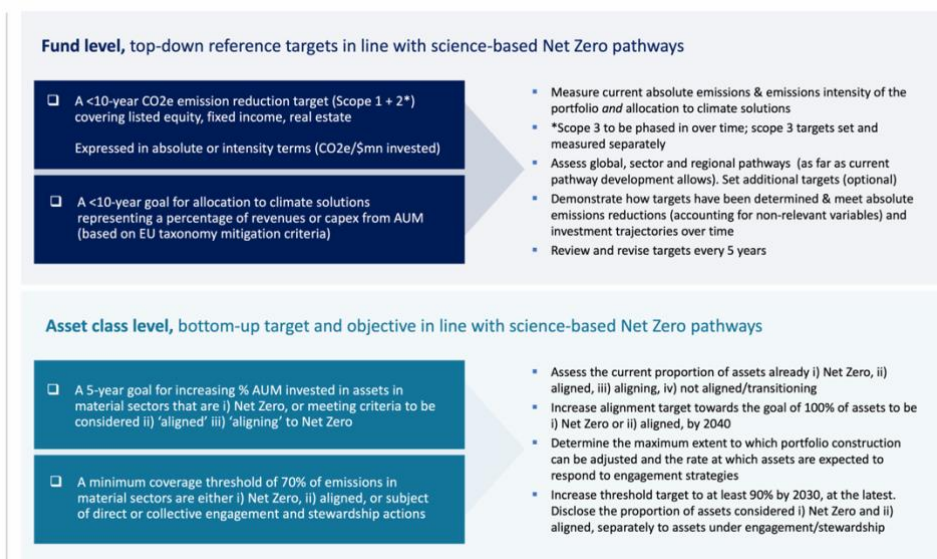 Fund level, top-down reference targets in line with science-based Net Zero pathways
A <10-year CO2e emission reduction target (Scope 1 + 2*)
covering listed equity, fixed income, real estate
Expressed in absolute or intensity terms (CO2e/$mn invested)
A <10-year goal for allocation to climate solutions
representing a percentage of revenues or capex from AUM
(based on EU taxonomy mitigation criteria)
Measure current absolute emissions & emissions intensity of the
portfolio and allocation to climate solutions
*Scope 3 to be phased in over time; scope 3 targets set and
measured separately
Assess global, sector and regional pathways (as far as current
pathway development allows). Set additional targets (optional)
Demonstrate how targets have been determined & meet absolute
emissions reductions (accounting for non-relevant variables) and
investment trajectories over time
Review and revise targets every 5 years
Asset class level, bottom-up target and objective in line with science-based Net Zero pathways
A 5-year goal for increasing % AUM invested in assets in
material sectors that are i) Net Zero, or meeting criteria to be
considered ii) 'aligned' iii) 'aligning' to Net Zero
A minimum coverage threshold of 70% of emissions in
material sectors are either i) Net Zero, ii) aligned, or subject
of direct or collective engagement and stewardship actions
Assess the current proportion of assets already i) Net Zero, ii)
aligned, iii) aligning, iv) not aligned/transitioning
Increase alignment target towards the goal of 100% of assets to be
i) Net Zero or ii) aligned, by 2040
Determine the maximum extent to which portfolio construction
can be adjusted and the rate at which assets are expected to
respond to engagement strategies
Increase threshold target to at least 90% by 2030, at the latest.
Disclose the proportion of assets considered i) Net Zero and ii)
aligned, separately to assets under engagement/stewardship